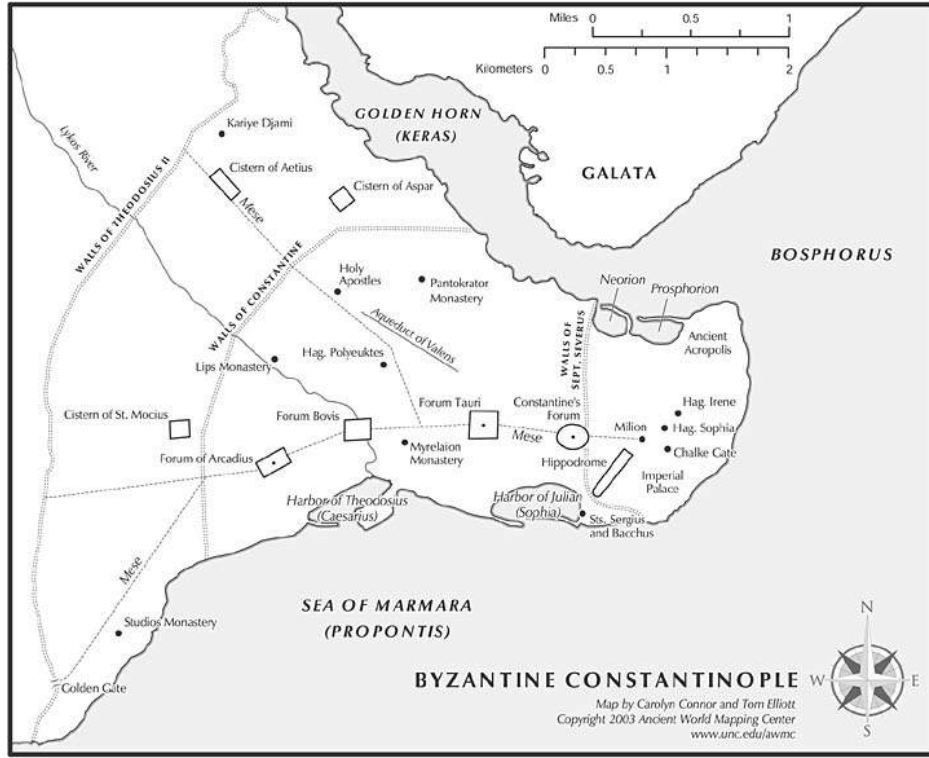 Miles 0 0.5 1
Kilometers 0 0.5 1 2
GOLDEN HORN
(KERAS)
GALATA
BOSPHORUS
Lykos River
Kariye Djami
Cistern of Aetius
Cistern of Aspar
Mese
WALLS OF THEODOSIUS II
WALLS OF CONSTANTINE
Holy
Apostles
Pantokrator
Monastery
Aqueduct of Valens
Neorion
Prosphorion
Ancient
Acropolis
WALLS OF
SEPT. SEVERUS
Lips Monastery
Hag. Polyeuktes
Cistern of St. Mocius
Forum Bovis
Forum Tauri
Constantine's
Forum
Hag. Irene
Milion
Hag. Sophia
Mese
Chalke Gate
Forum of Arcadius
Myrelaion
Monastery
Hippodrome
Imperial
Palace
Harbor of Theodosius
(Caesarius)
Harbor of Julian
(Sophia)
Sts. Sergius
and Bacchus
Mese
Studios Monastery
Golden Gate
SEA OF MARMARA
(PROPONTIS)
BYZANTINE CONSTANTINOPLE
Map by Carolyn Connor and Tom Elliott
Copyright 2003 Ancient World Mapping Center
www.unc.edu/awmc
N
W E
S